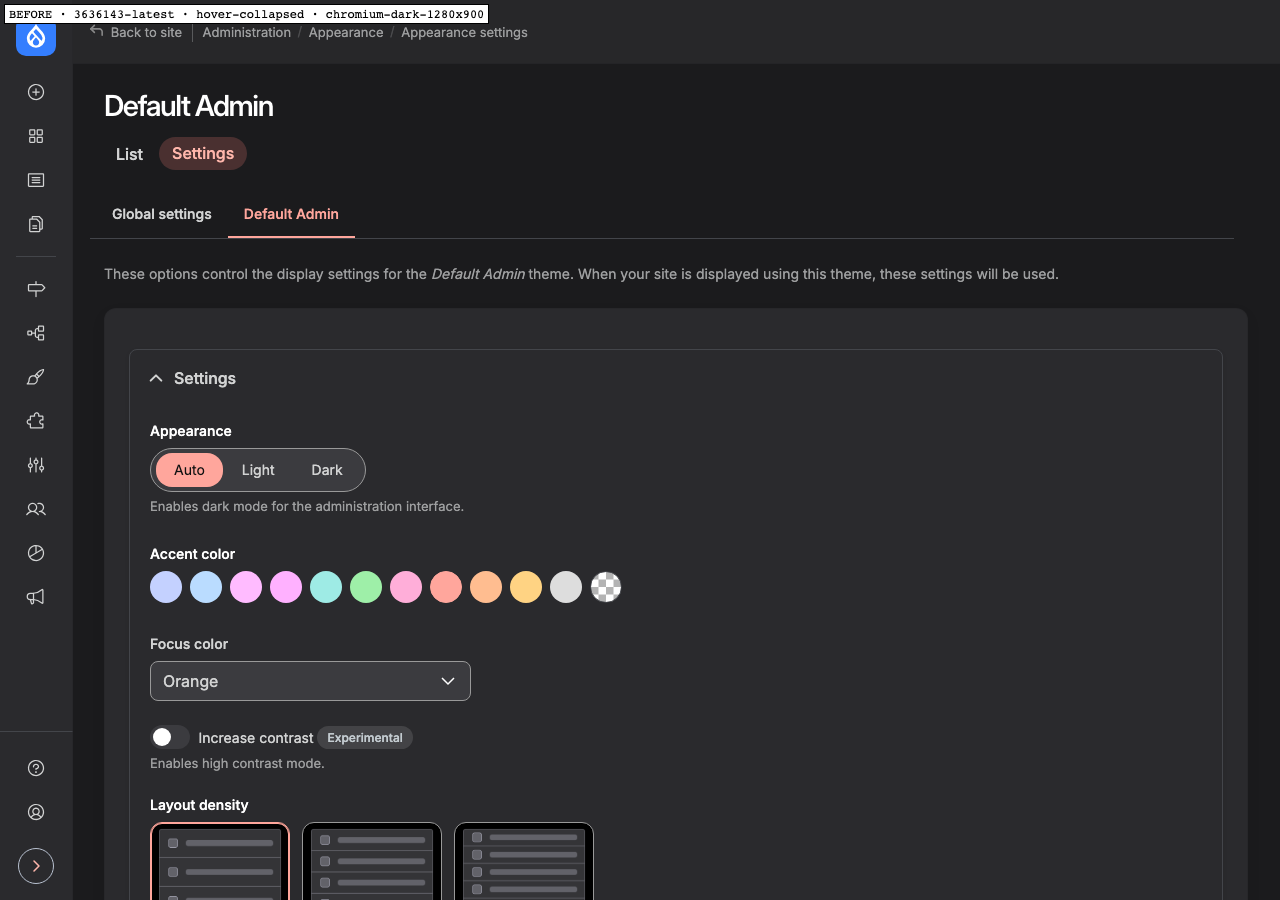 BEFORE • 3636143-latest • hover-collapsed • chromium-dark-1280x900
Back to site Administration / Appearance / Appearance settings
Default Admin
List Settings
Global settings Default Admin
These options control the display settings for the Default Admin theme. When your site is displayed using this theme, these settings will be used.
Settings
Appearance
Auto Light Dark
Enables dark mode for the administration interface.
Accent color
Focus color
Orange
Increase contrast Experimental
Enables high contrast mode.
Layout density